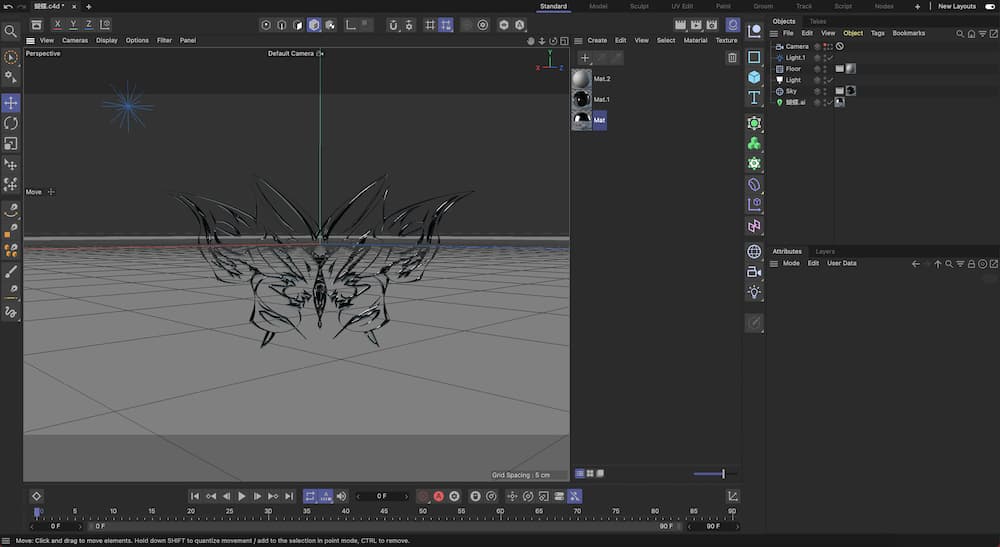 蝴蝶.c4d *
Standard Model Sculpt UV Edit Paint Groom Track Script Nodes New Layouts
X Y Z
View Cameras Display Options Filter Panel
Perspective
Default Camera
Y
X Z
Move
Grid Spacing : 5 cm
Create Edit View Select Material Texture
Mat.2
Mat.1
Mat
Objects Takes
File Edit View Object Tags Bookmarks
Camera
Light.1
Floor
Light
Sky
蝴蝶.ai
Attributes Layers
Mode Edit User Data
0 F
0 5 10 15 20 25 30 35 40 45 50 55 60 65 70 75 80 85 90
0 F 0 F 90 F 90 F
Move: Click and drag to move elements. Hold down SHIFT to quantize movement / add to the selection in point mode, CTRL to remove.